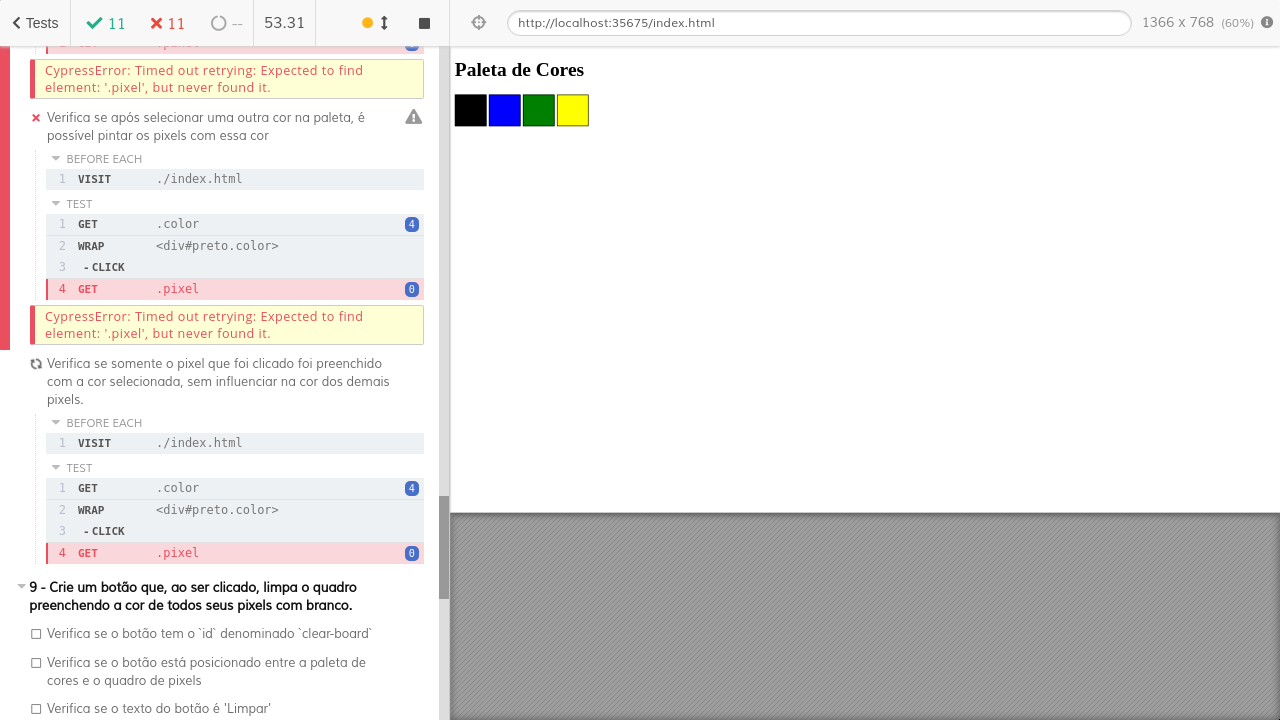 Tests 11 11 -- 53.31
http://localhost:35675/index.html 1366 x 768 (60%)
CypressError: Timed out retrying: Expected to find
element: '.pixel', but never found it.
Verifica se após selecionar uma outra cor na paleta, é
possível pintar os pixels com essa cor
BEFORE EACH
1 VISIT ./index.html
TEST
1 GET .color 4
2 WRAP <div#preto.color>
3 - CLICK
4 GET .pixel 0
CypressError: Timed out retrying: Expected to find
element: '.pixel', but never found it.
Verifica se somente o pixel que foi clicado foi preenchido
com a cor selecionada, sem influenciar na cor dos demais
pixels.
BEFORE EACH
1 VISIT ./index.html
TEST
1 GET .color 4
2 WRAP <div#preto.color>
3 - CLICK
4 GET .pixel 0
9 - Crie um botão que, ao ser clicado, limpa o quadro
preenchendo a cor de todos seus pixels com branco.
Verifica se o botão tem o `id` denominado `clear-board`
Verifica se o botão está posicionado entre a paleta de
cores e o quadro de pixels
Verifica se o texto do botão é 'Limpar'
Paleta de Cores